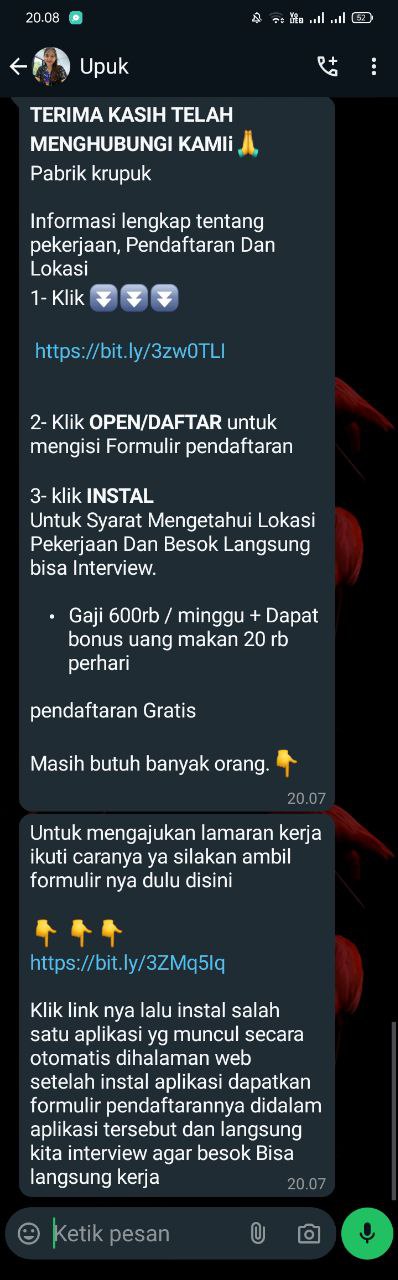 20.08
Vo
LTE
52
Upuk
TERIMA KASIH TELAH
MENGHUBUNGI KAMIi🙏
Pabrik krupuk
Informasi lengkap tentang
pekerjaan, Pendaftaran Dan
Lokasi
1- Klik ⏬⏬⏬
https://bit.ly/3zw0TLI
2- Klik OPEN/DAFTAR untuk
mengisi Formulir pendaftaran
3- klik INSTAL
Untuk Syarat Mengetahui Lokasi
Pekerjaan Dan Besok Langsung
bisa Interview.
• Gaji 600rb / minggu + Dapat
bonus uang makan 20 rb
perhari
pendaftaran Gratis
Masih butuh banyak orang.👇
20.07
Untuk mengajukan lamaran kerja
ikuti caranya ya silakan ambil
formulir nya dulu disini
👇 👇 👇
https://bit.ly/3ZMq5Iq
Klik link nya lalu instal salah
satu aplikasi yg muncul secara
otomatis dihalaman web
setelah instal aplikasi dapatkan
formulir pendaftarannya didalam
aplikasi tersebut dan langsung
kita interview agar besok Bisa
langsung kerja
20.07
Ketik pesan